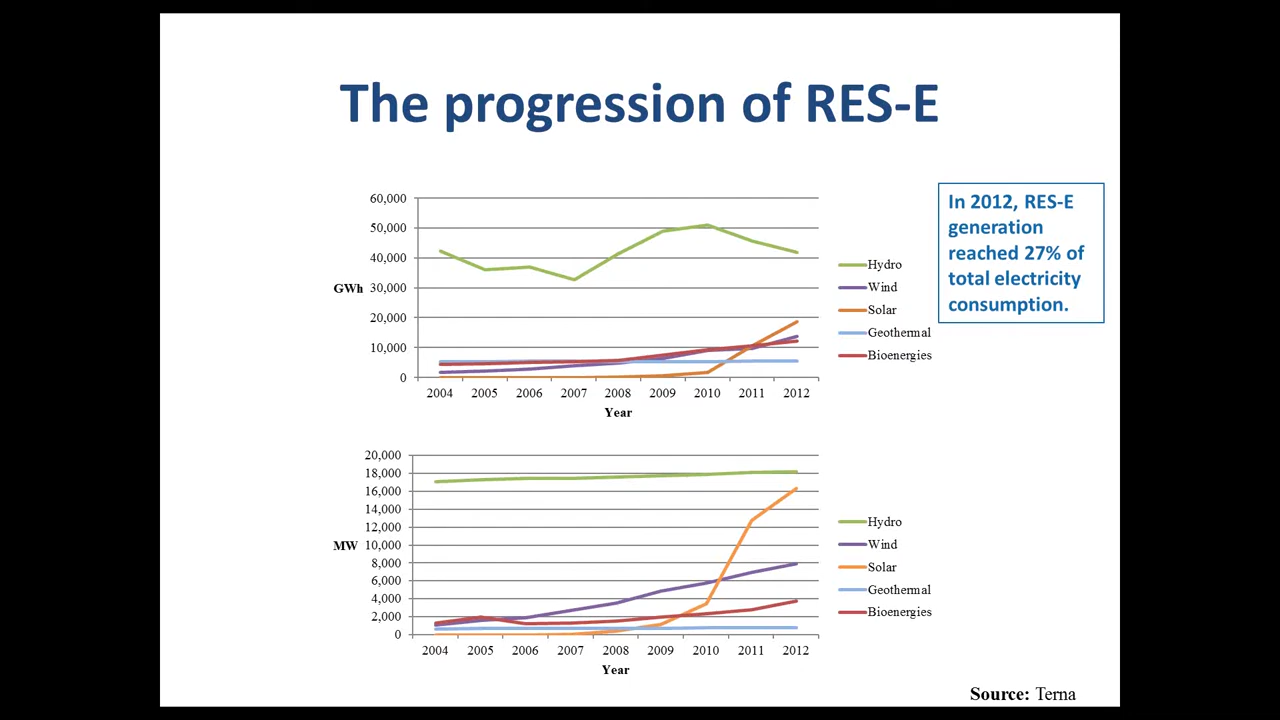 The progression of RES-E
60,000
50,000
40,000
GWh 30,000
20,000
10,000
0
2004 2005 2006 2007 2008 2009 2010 2011 2012
Year
Hydro
Wind
Solar
Geothermal
Bioenergies
In 2012, RES-E
generation
reached 27% of
total electricity
consumption.
20,000
18,000
16,000
14,000
12,000
MW 10,000
8,000
6,000
4,000
2,000
0
2004 2005 2006 2007 2008 2009 2010 2011 2012
Year
Hydro
Wind
Solar
Geothermal
Bioenergies
Source: Terna